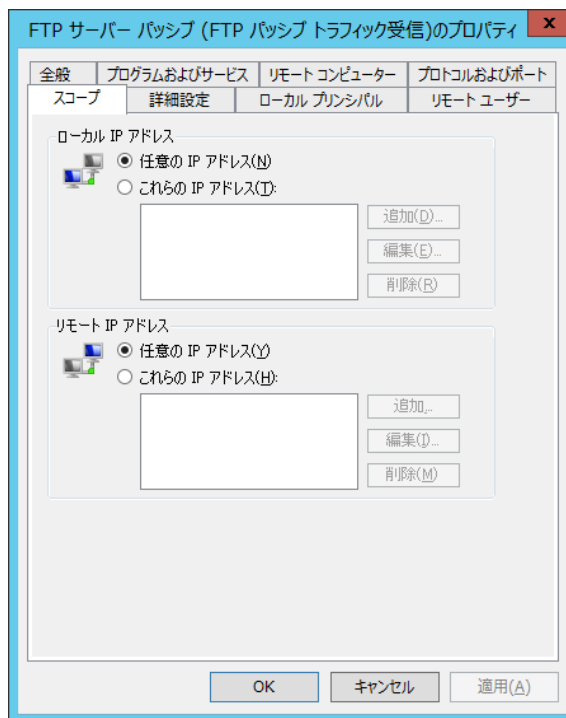 FTP サーバー パッシブ (FTP パッシブ トラフィック受信)のプロパティ x
全般 プログラムおよびサービス リモート コンピューター プロトコルおよびポート
スコープ 詳細設定 ローカル プリンシパル リモート ユーザー
ローカル IP アドレス
任意の IP アドレス(N)
これらの IP アドレス(T):
追加(D)...
編集(E)...
削除(R)
リモート IP アドレス
任意の IP アドレス(Y)
これらの IP アドレス(H):
追加...
編集(I)...
削除(M)
OK キャンセル 適用(A)